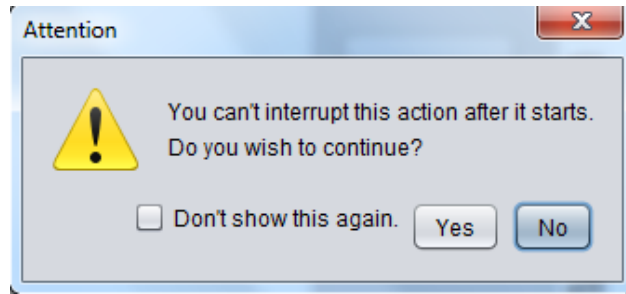 Attention
You can't interrupt this action after it starts.
Do you wish to continue?
Don't show this again.
Yes
No